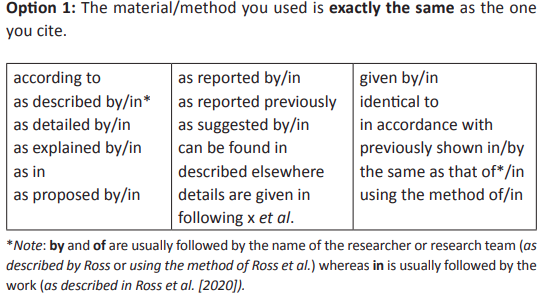 Option 1: The material/method you used is exactly the same as the one
you cite.
according to
as described by/in*
as detailed by/in
as explained by/in
as in
as proposed by/in
as reported by/in
as reported previously
as suggested by/in
can be found in
described elsewhere
details are given in
following x et al.
given by/in
identical to
in accordance with
previously shown in/by
the same as that of*/in
using the method of/in
*Note: by and of are usually followed by the name of the researcher or research team (as
described by Ross or using the method of Ross et al.) whereas in is usually followed by the
work (as described in Ross et al. [2020]).